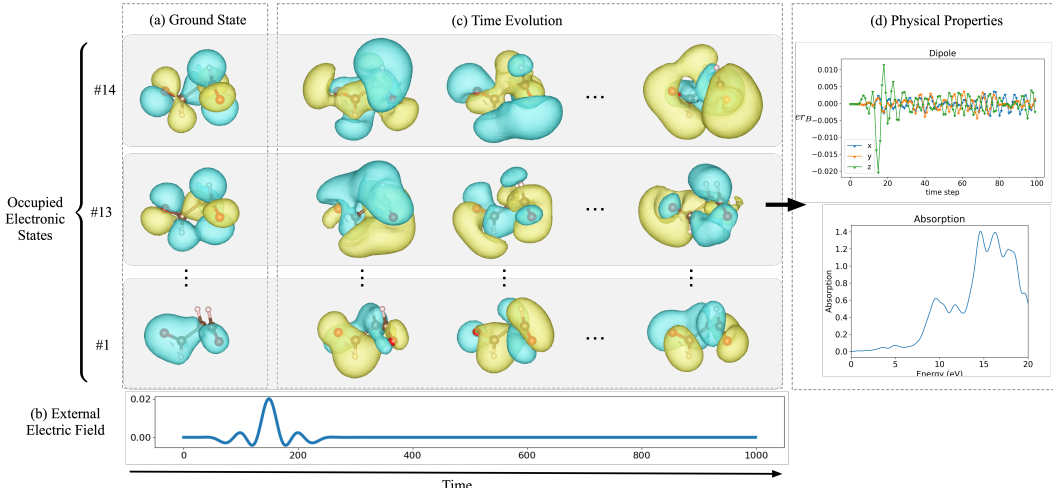 (a) Ground State
(c) Time Evolution
(d) Physical Properties
#14
...
#13
...
Occupied
Electronic
States
#1
...
(b) External
Electric Field
0.02
0.00
0
200
400
600
800
1000
Time
Dipole
0.010
0.005
0.000
−0.005
−0.010
−0.015
−0.020
er_B
x
y
z
0
20
40
60
80
100
time step
Absorption
1.4
1.2
1.0
0.8
0.6
0.4
0.2
0.0
Absorption
0
5
10
15
20
Energy (eV)